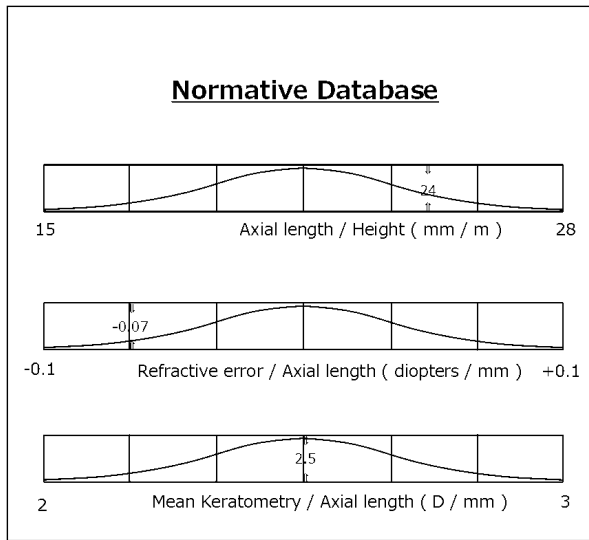 Normative Database
24
15 Axial length / Height ( mm / m ) 28
-0.07
-0.1 Refractive error / Axial length ( diopters / mm ) +0.1
2.5
2 Mean Keratometry / Axial length ( D / mm ) 3